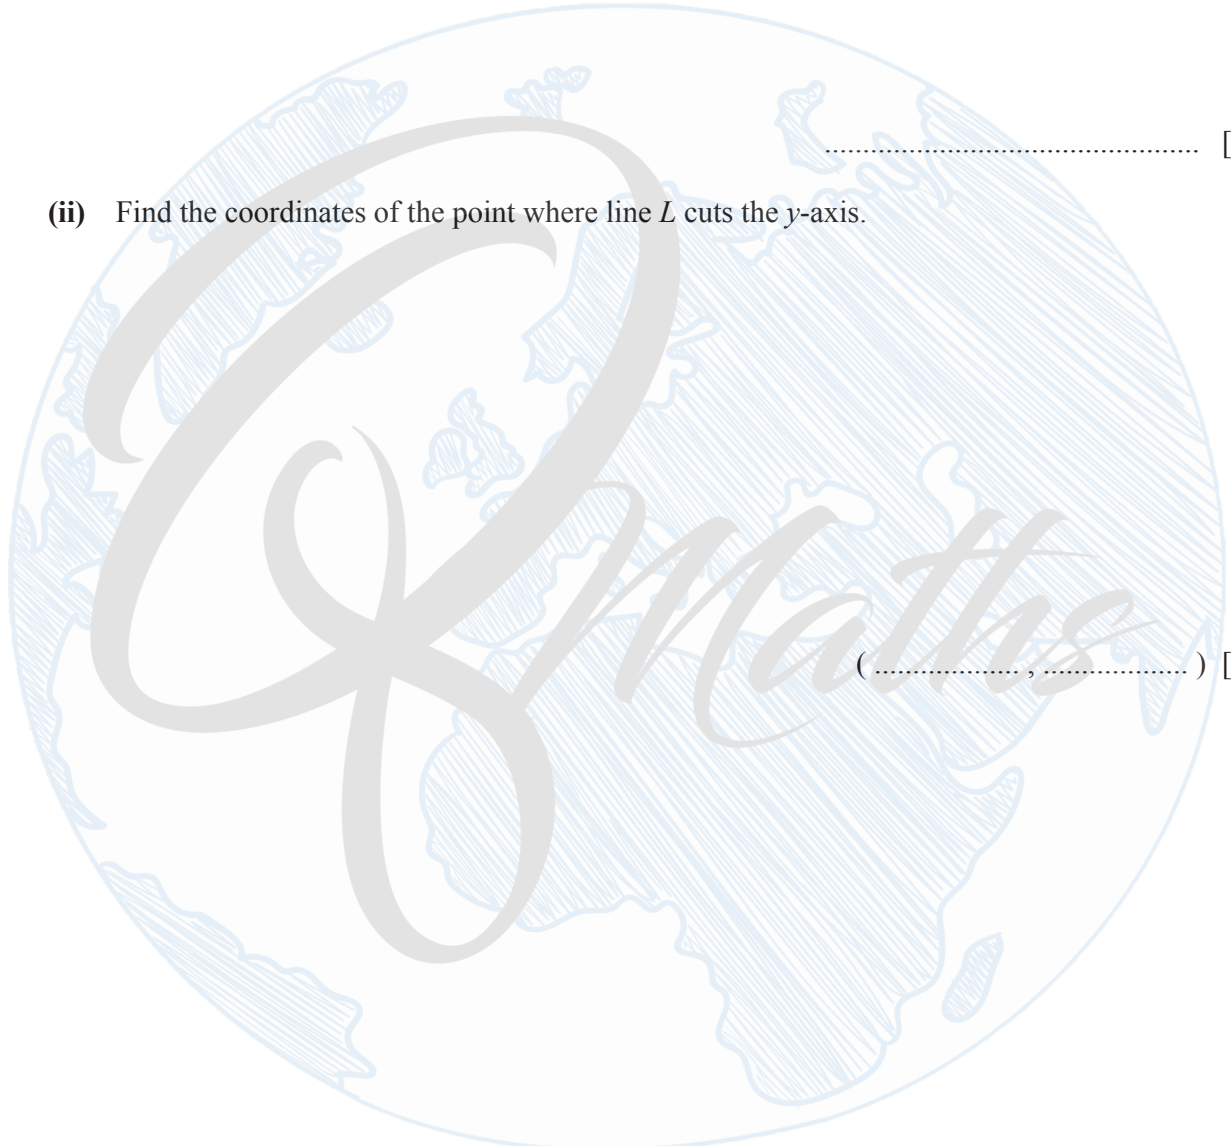 .................................................. [
(ii) Find the coordinates of the point where line L cuts the y-axis.
Maths
( ................... , ................... ) [